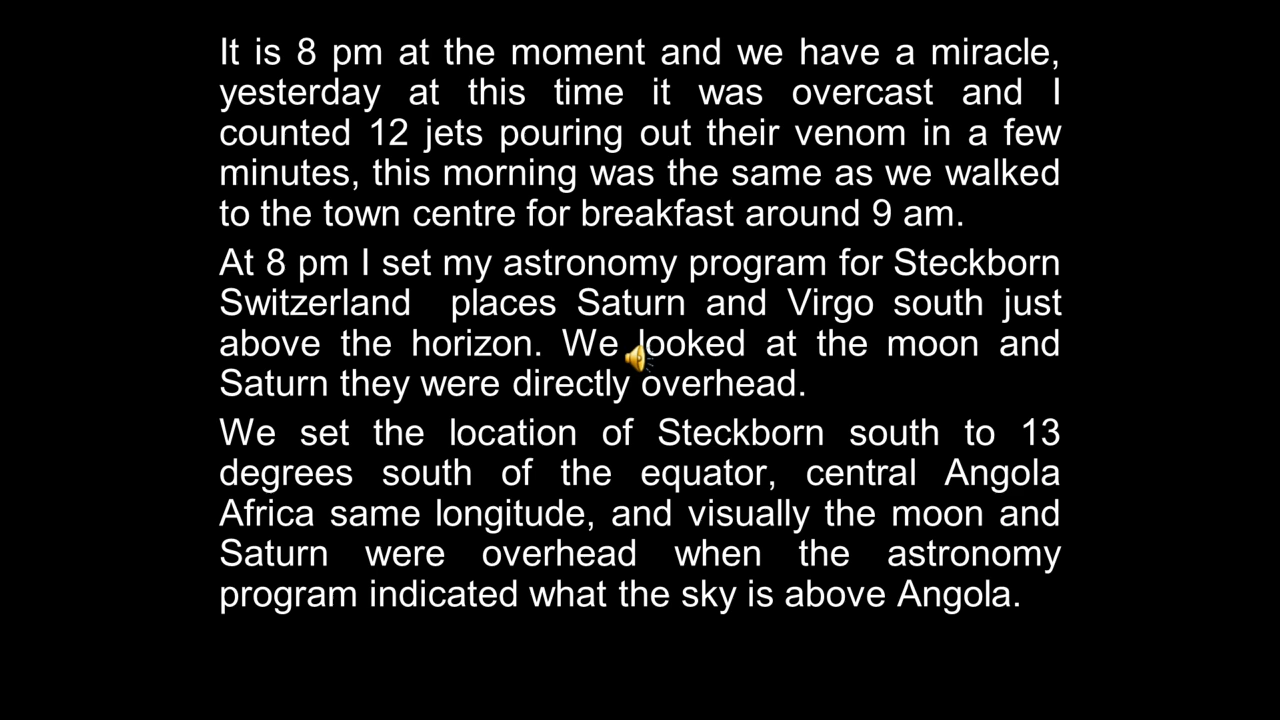 It is 8 pm at the moment and we have a miracle,
yesterday at this time it was overcast and I
counted 12 jets pouring out their venom in a few
minutes, this morning was the same as we walked
to the town centre for breakfast around 9 am.
At 8 pm I set my astronomy program for Steckborn
Switzerland places Saturn and Virgo south just
above the horizon. We looked at the moon and
Saturn they were directly overhead.
We set the location of Steckborn south to 13
degrees south of the equator, central Angola
Africa same longitude, and visually the moon and
Saturn were overhead when the astronomy
program indicated what the sky is above Angola.